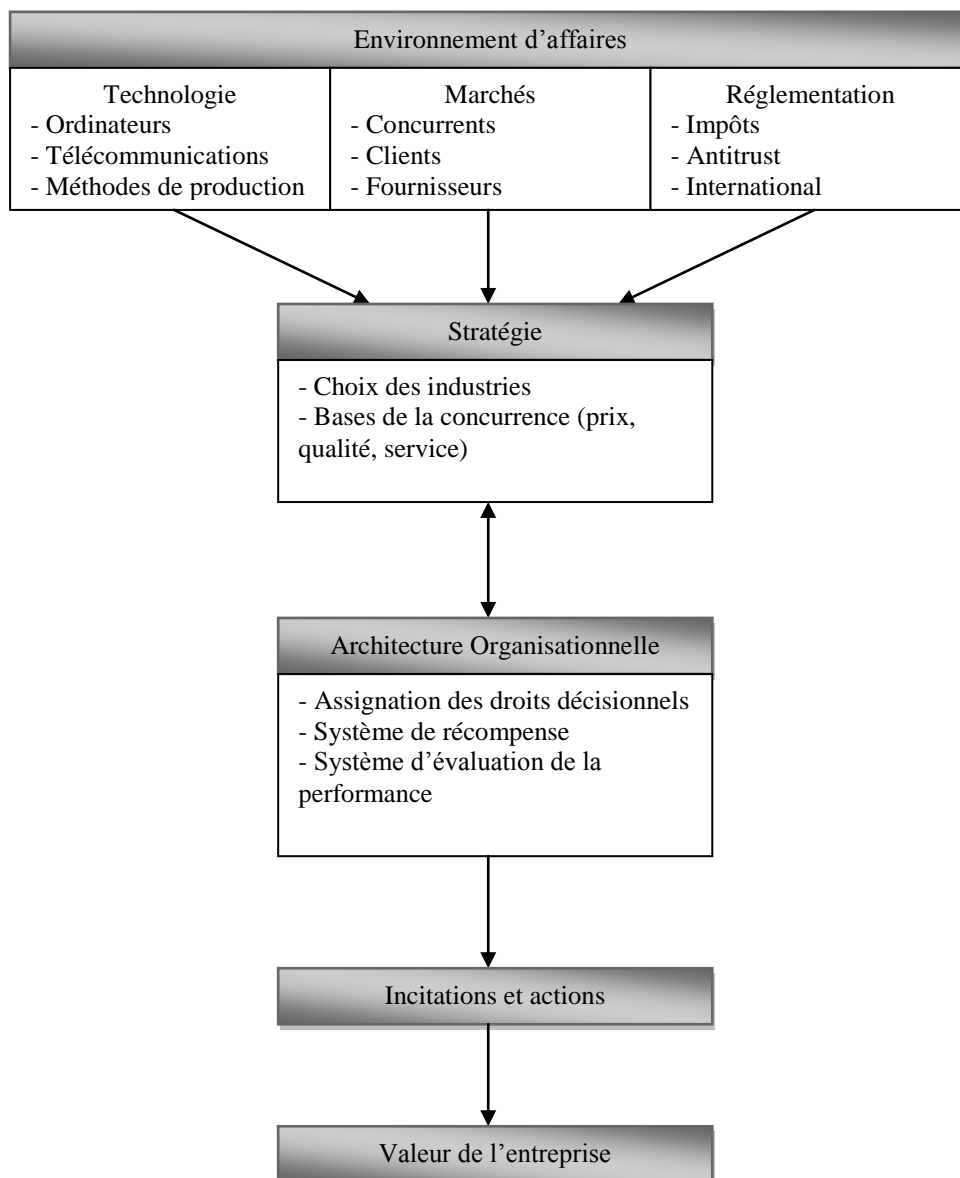 Environnement d’affaires
Technologie
- Ordinateurs
- Télécommunications
- Méthodes de production
Marchés
- Concurrents
- Clients
- Fournisseurs
Réglementation
- Impôts
- Antitrust
- International
Stratégie
- Choix des industries
- Bases de la concurrence (prix,
qualité, service)
Architecture Organisationnelle
- Assignation des droits décisionnels
- Système de récompense
- Système d’évaluation de la
performance
Incitations et actions
Valeur de l’entreprise